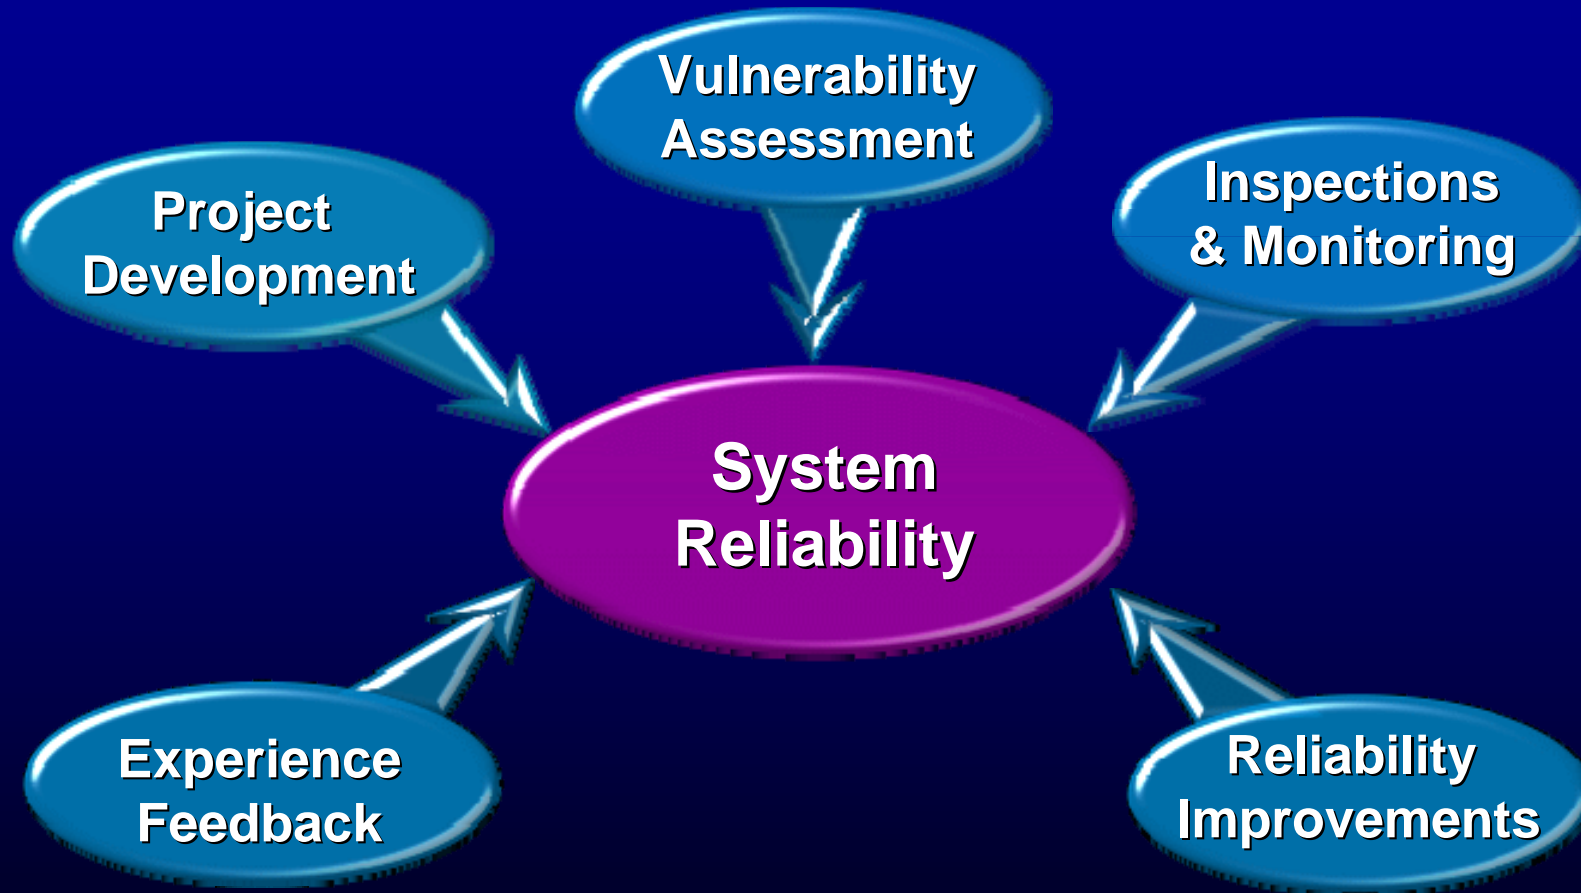 Vulnerability
Assessment
Project
Development
Inspections
& Monitoring
System
Reliability
Experience
Feedback
Reliability
Improvements